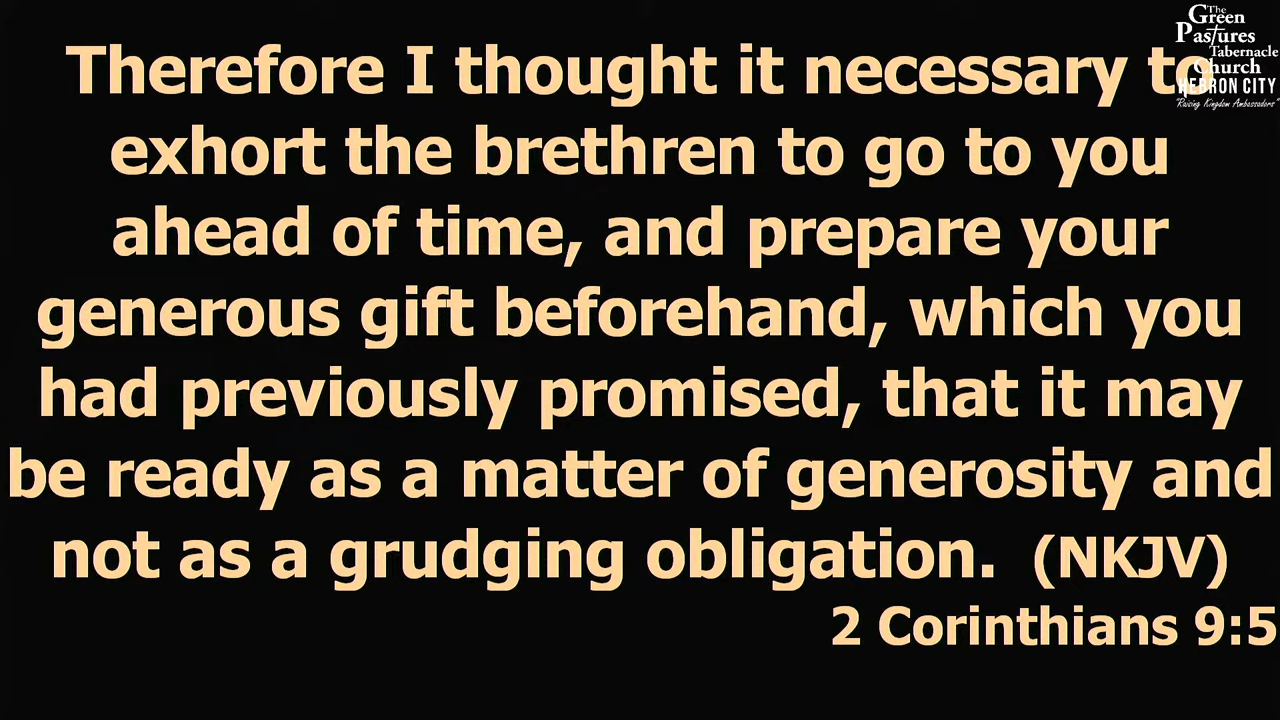 Therefore I thought it necessary to
exhort the brethren to go to you
ahead of time, and prepare your
generous gift beforehand, which you
had previously promised, that it may
be ready as a matter of generosity and
not as a grudging obligation. (NKJV)
2 Corinthians 9:5
The
Green
Pastures
Tabernacle
Church
HEBRON CITY
"Raising Kingdom Ambassadors"